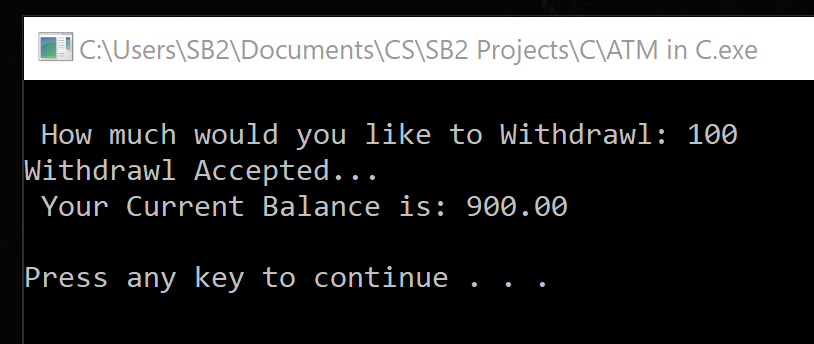 C:\Users\SB2\Documents\CS\SB2 Projects\C\ATM in C.exe
How much would you like to Withdrawl: 100
Withdrawl Accepted...
Your Current Balance is: 900.00
Press any key to continue . . .